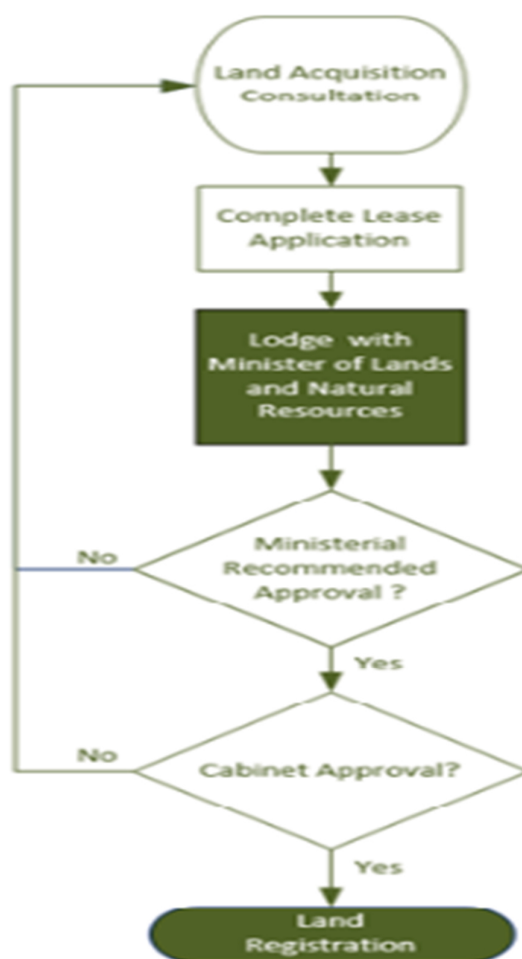 Land Acquisition
Consultation
Complete Lease
Application
Lodge with
Minister of Lands
and Natural
Resources
No
Ministerial
Recommended
Approval ?
Yes
No
Cabinet Approval?
Yes
Land
Registration